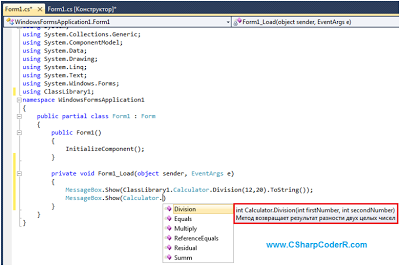 Form1.cs* Form1.cs [Конструктор]*
WindowsFormsApplication1.Form1 Form1_Load(object sender, EventArgs e)
using System;
using System.Collections.Generic;
using System.ComponentModel;
using System.Data;
using System.Drawing;
using System.Linq;
using System.Text;
using System.Windows.Forms;
using ClassLibrary1;
namespace WindowsFormsApplication1
{
public partial class Form1 : Form
{
public Form1()
{
InitializeComponent();
}
private void Form1_Load(object sender, EventArgs e)
{
MessageBox.Show(ClassLibrary1.Calculator.Division(12,20).ToString());
MessageBox.Show(Calculator.)
}
}
}
Division
Equals
Multiply
ReferenceEquals
Residual
Summ
int Calculator.Division(int firstNumber, int secondNumber)
Метод возвращает результат разности двух целых чисел
www.CSharpCoderR.com